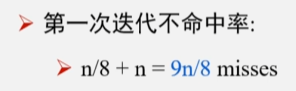 第一次迭代不命中率:
n/8 + n = 9n/8 misses